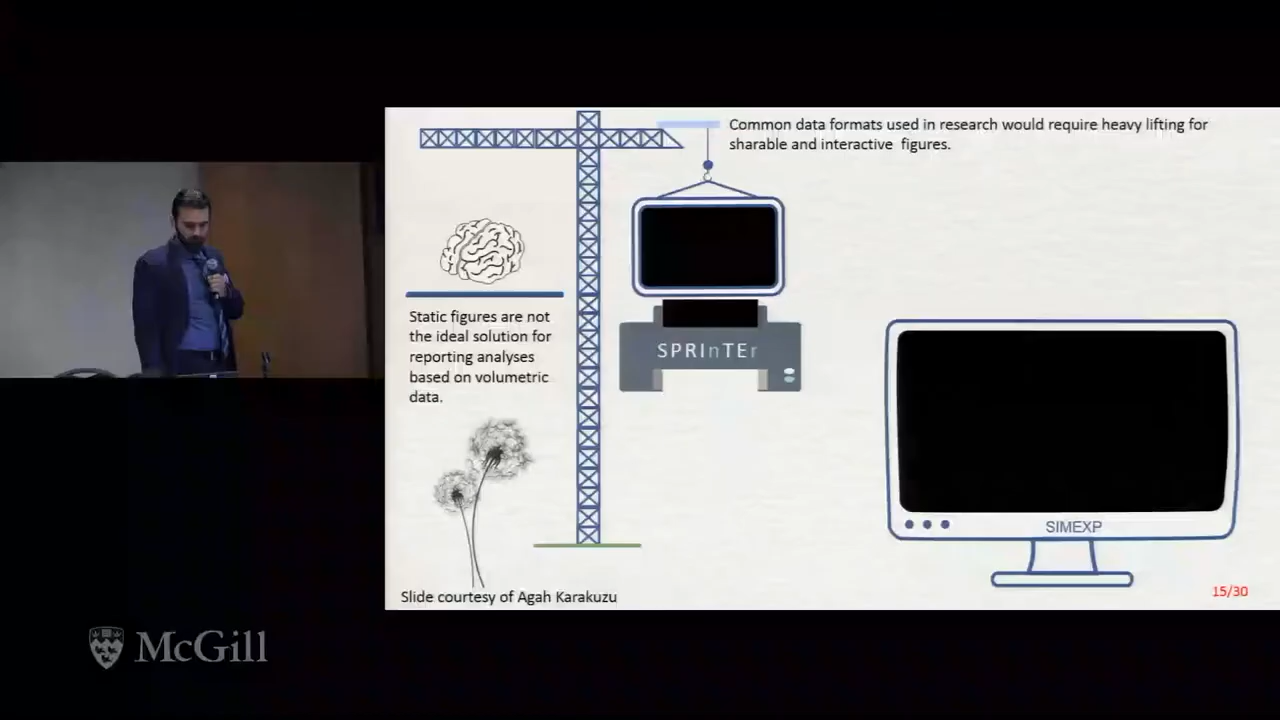 Common data formats used in research would require heavy lifting for
sharable and interactive figures.
Static figures are not
the ideal solution for
reporting analyses
based on volumetric
data.
SPRInTEr
SIMEXP
Slide courtesy of Agah Karakuzu
15/30
McGill